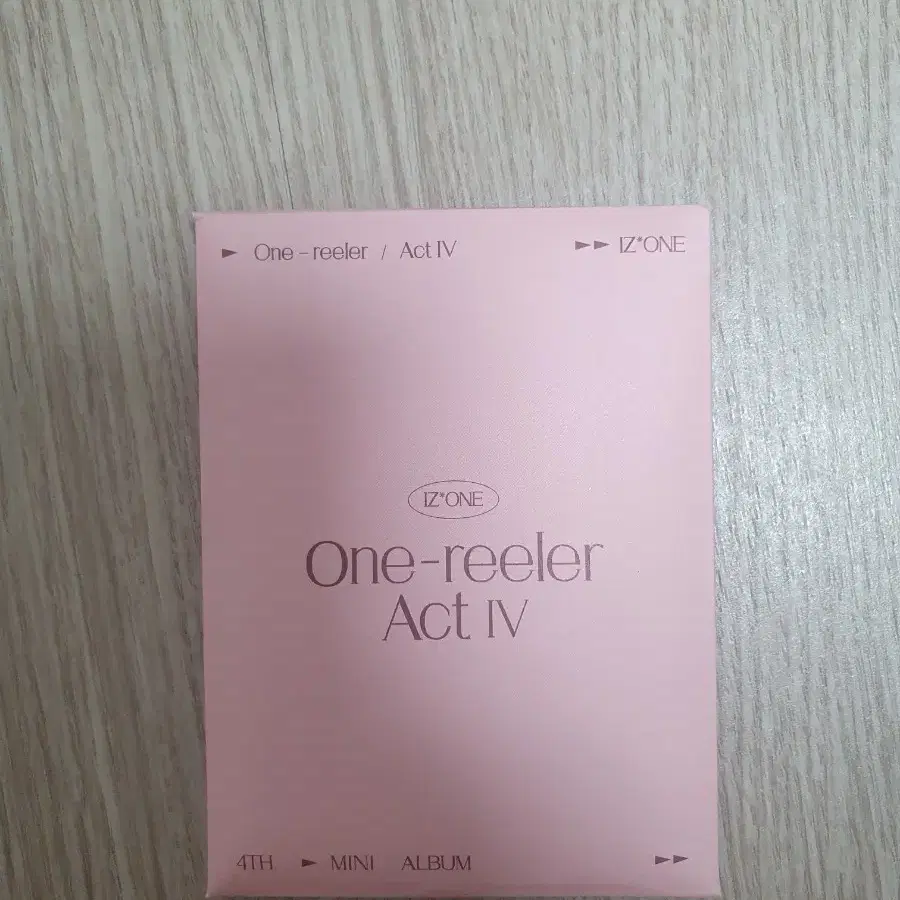 ► One-reeler / Act IV ►► IZ*ONE
IZ*ONE
One-reeler
Act IV
4TH ► MINI ALBUM ►►